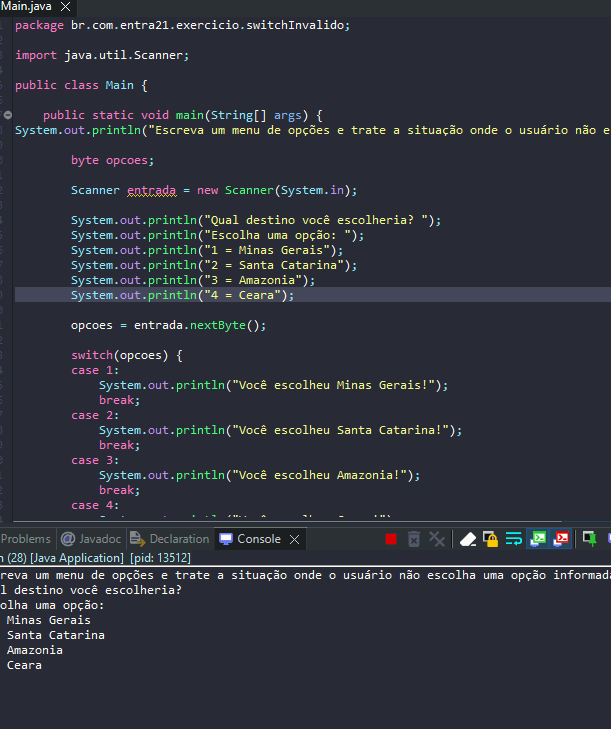 Main.java
package br.com.entra21.exercicio.switchInvalido;
import java.util.Scanner;
public class Main {
public static void main(String[] args) {
System.out.println("Escreva um menu de opções e trate a situação onde o usuário não e
byte opcoes;
Scanner entrada = new Scanner(System.in);
System.out.println("Qual destino você escolheria? ");
System.out.println("Escolha uma opção: ");
System.out.println("1 = Minas Gerais");
System.out.println("2 = Santa Catarina");
System.out.println("3 = Amazonia");
System.out.println("4 = Ceara");
opcoes = entrada.nextByte();
switch(opcoes) {
case 1:
System.out.println("Você escolheu Minas Gerais!");
break;
case 2:
System.out.println("Você escolheu Santa Catarina!");
break;
case 3:
System.out.println("Você escolheu Amazonia!");
break;
case 4:
Problems @ Javadoc Declaration Console
n (28) [Java Application] [pid: 13512]
reva um menu de opções e trate a situação onde o usuário não escolha uma opção informada
l destino você escolheria?
olha uma opção:
Minas Gerais
Santa Catarina
Amazonia
Ceara